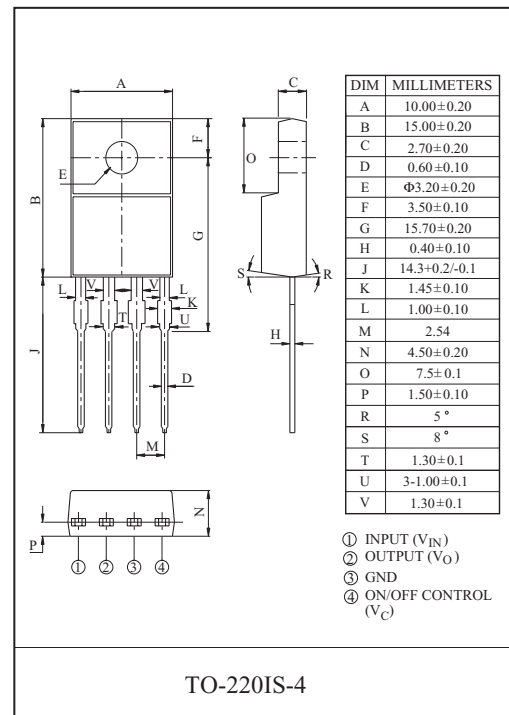 A
C
F
O
E
B
G
S
R
L
V
V
L
K
T
U
H
J
D
M
N
P
① ② ③ ④
DIM MILLIMETERS
A 10.00±0.20
B 15.00±0.20
C 2.70±0.20
D 0.60±0.10
E Φ3.20±0.20
F 3.50±0.10
G 15.70±0.20
H 0.40±0.10
J 14.3+0.2/-0.1
K 1.45±0.10
L 1.00±0.10
M 2.54
N 4.50±0.20
O 7.5±0.1
P 1.50±0.10
R 5°
S 8°
T 1.30±0.1
U 3-1.00±0.1
V 1.30±0.1
① INPUT (VIN)
② OUTPUT (VO)
③ GND
④ ON/OFF CONTROL
(VC)
TO-220IS-4